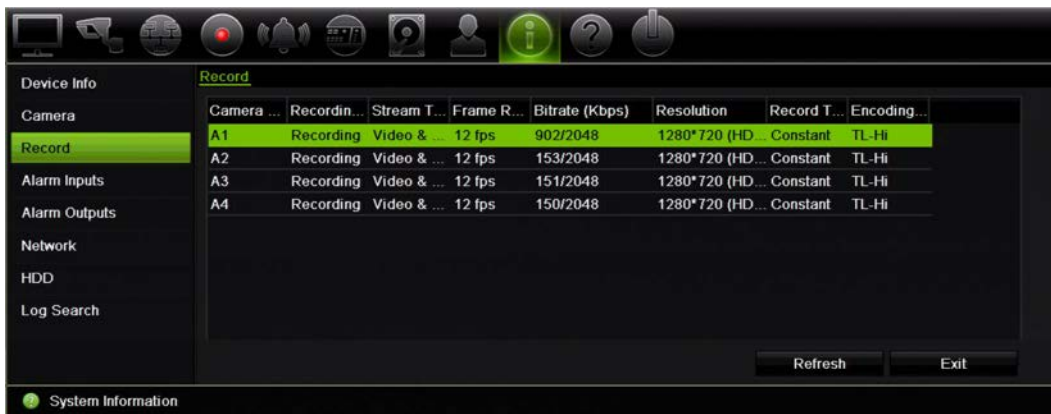 Device Info
Camera
Record
Alarm Inputs
Alarm Outputs
Network
HDD
Log Search
Record
Camera ... Recordin... Stream T... Frame R... Bitrate (Kbps) Resolution Record T... Encoding...
A1 Recording Video & ... 12 fps 902/2048 1280*720 (HD... Constant TL-Hi
A2 Recording Video & ... 12 fps 153/2048 1280*720 (HD... Constant TL-Hi
A3 Recording Video & ... 12 fps 151/2048 1280*720 (HD... Constant TL-Hi
A4 Recording Video & ... 12 fps 150/2048 1280*720 (HD... Constant TL-Hi
Refresh Exit
? System Information